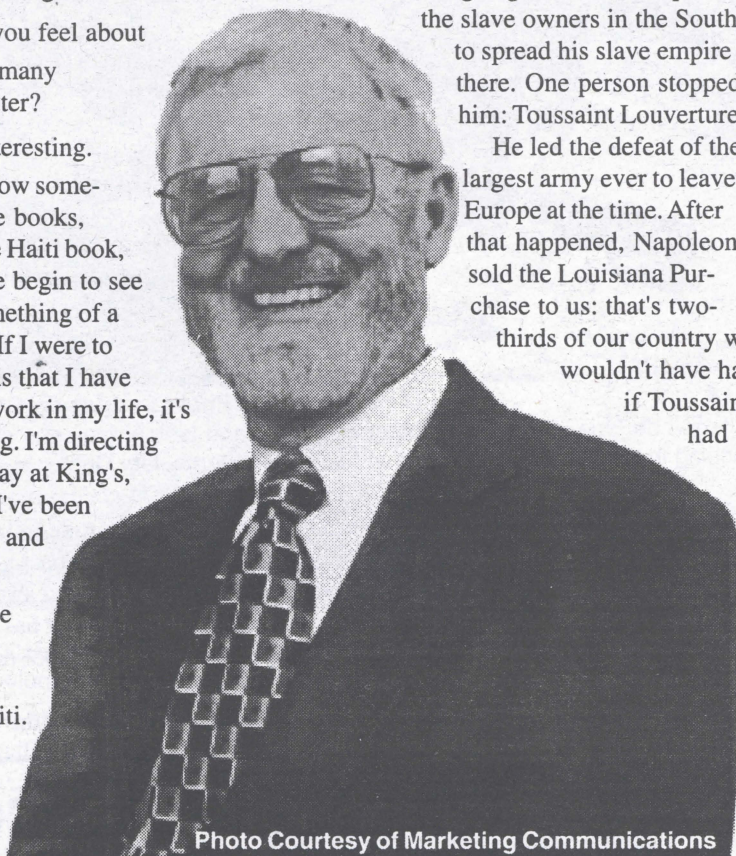 you feel about
many
ter?
teresting.
ow some-
e books,
e Haiti book,
e begin to see
mething of a
If I were to
as that I have
work in my life, it's
g. I'm directing
ay at King's,
I've been
and
e
iti.
the slave owners in the South
to spread his slave empire
there. One person stopped
him: Toussaint Louverture
He led the defeat of the
largest army ever to leave
Europe at the time. After
that happened, Napoleon
sold the Louisiana Pur-
chase to us: that's two-
thirds of our country w
wouldn't have ha
if Toussain
had
Photo Courtesy of Marketing Communications